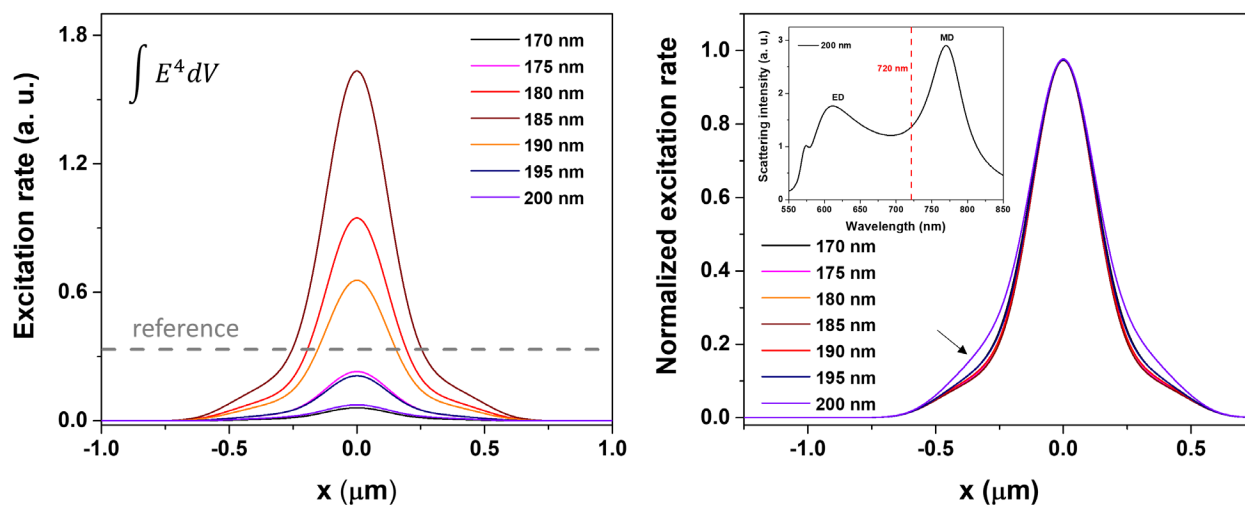 Excitation rate (a. u.)
1.8
1.2
0.6
0.0
∫ E⁴dV
170 nm
175 nm
180 nm
185 nm
190 nm
195 nm
200 nm
reference
-1.0
-0.5
0.0
0.5
1.0
x (μm)
Normalized excitation rate
1.0
0.8
0.6
0.4
0.2
0.0
Scattering intensity (a. u.)
3
2
1
0
200 nm
720 nm
MD
ED
550
600
650
700
750
800
850
Wavelength (nm)
170 nm
175 nm
180 nm
185 nm
190 nm
195 nm
200 nm
-1.0
-0.5
0.0
0.5
x (μm)